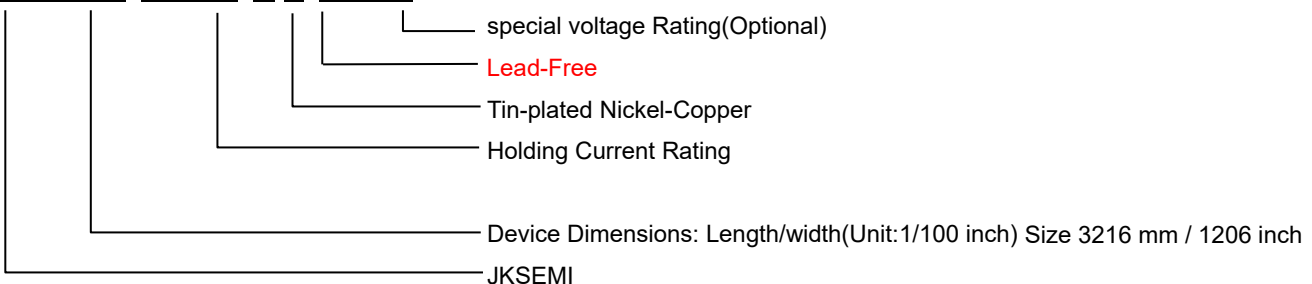 special voltage Rating(Optional)
Lead-Free
Tin-plated Nickel-Copper
Holding Current Rating
Device Dimensions: Length/width(Unit:1/100 inch) Size 3216 mm / 1206 inch
JKSEMI